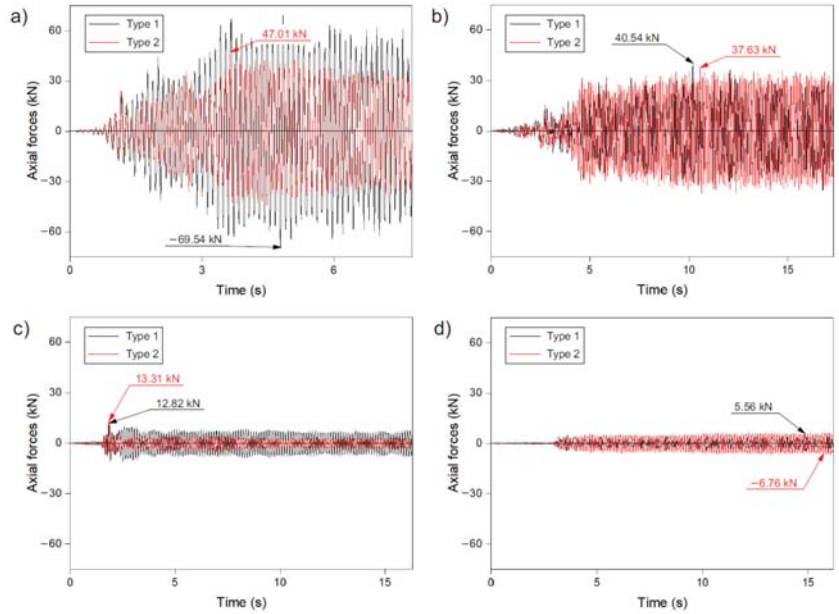 a)
Type 1
Type 2
47.01 kN
−69.54 kN
60
30
0
−30
−60
Axial forces (kN)
0
3
6
Time (s)
b)
Type 1
Type 2
40.54 kN
37.63 kN
60
30
0
−30
−60
Axial forces (kN)
0
5
10
15
Time (s)
c)
Type 1
Type 2
13.31 kN
12.82 kN
60
30
0
−30
−60
Axial forces (kN)
0
5
10
15
Time (s)
d)
Type 1
Type 2
5.56 kN
−6.76 kN
60
30
0
−30
−60
Axial forces (kN)
0
5
10
15
Time (s)